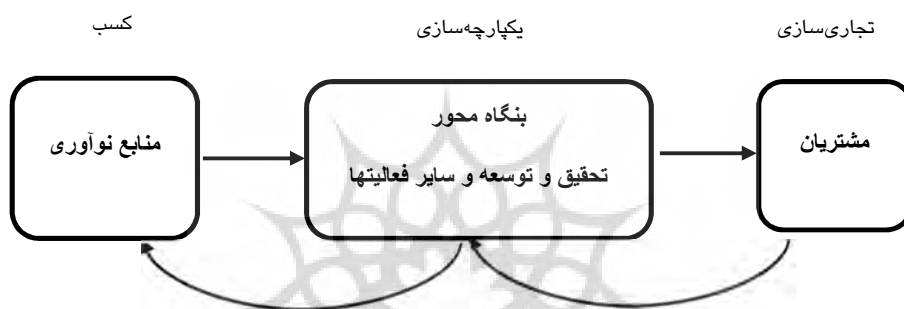 کسب
یکپارچه‌سازی
تجاری‌سازی
منابع نوآوری
بنگاه محور
تحقیق و توسعه و سایر فعالیتها
مشتریان